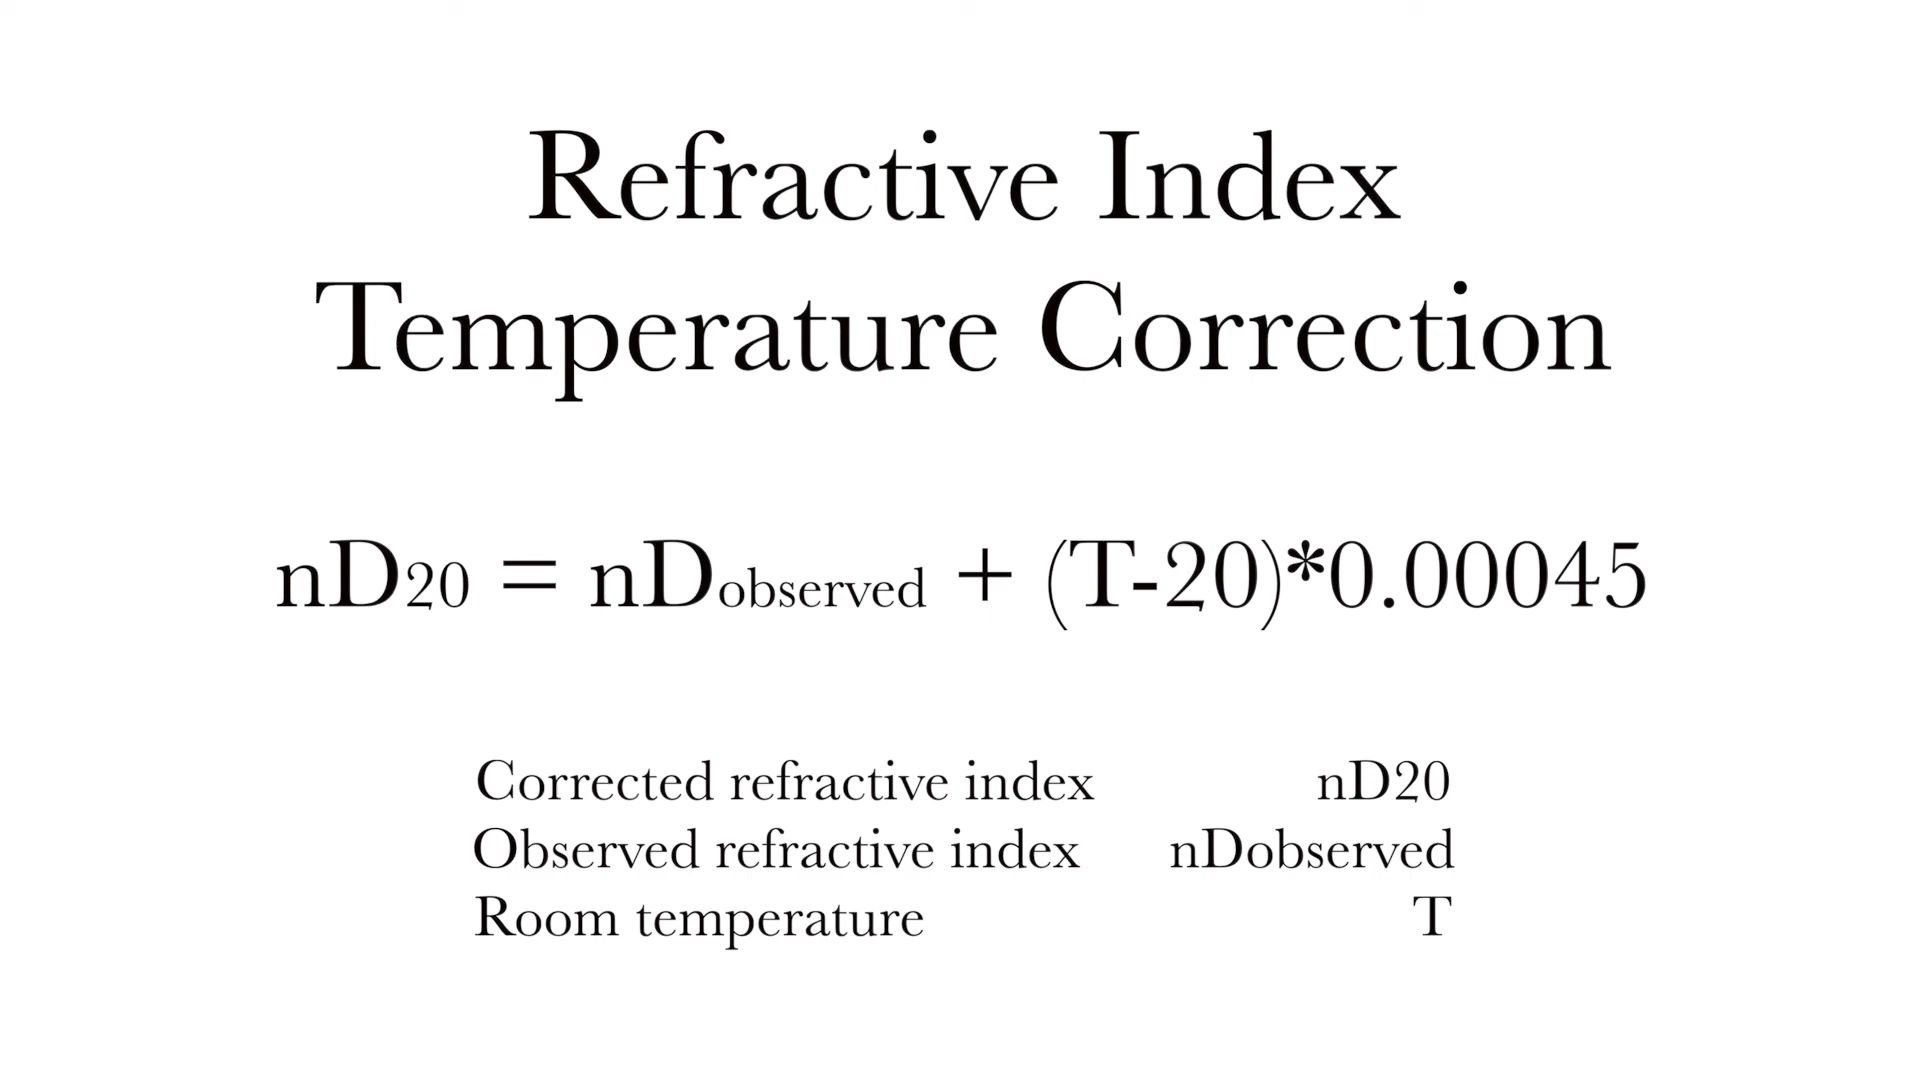 Refractive Index
Temperature Correction
nD20 = nDobserved + (T-20)*0.00045
Corrected refractive index nD20
Observed refractive index nDobserved
Room temperature T